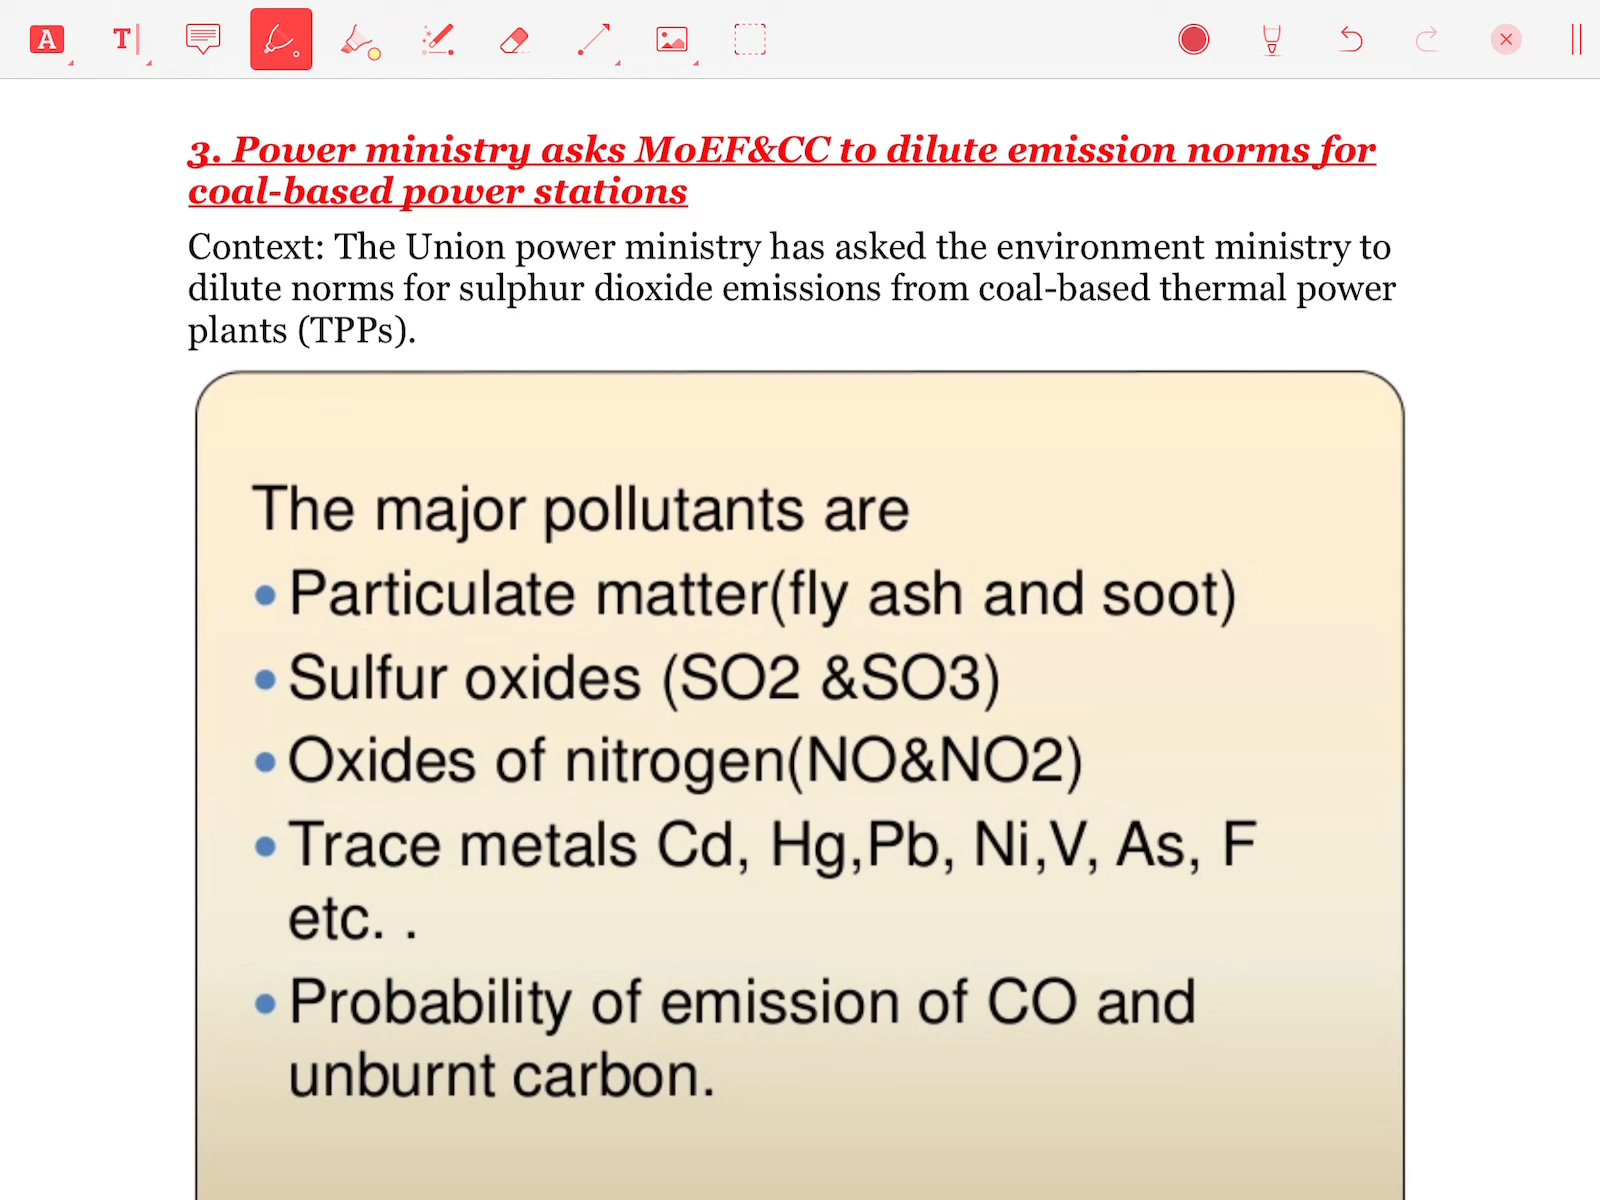 A
T
3. Power ministry asks MoEF&CC to dilute emission norms for
coal-based power stations
Context: The Union power ministry has asked the environment ministry to
dilute norms for sulphur dioxide emissions from coal-based thermal power
plants (TPPs).
The major pollutants are
• Particulate matter(fly ash and soot)
• Sulfur oxides (SO2 &SO3)
• Oxides of nitrogen(NO&NO2)
• Trace metals Cd, Hg,Pb, Ni,V, As, F
etc. .
• Probability of emission of CO and
unburnt carbon.